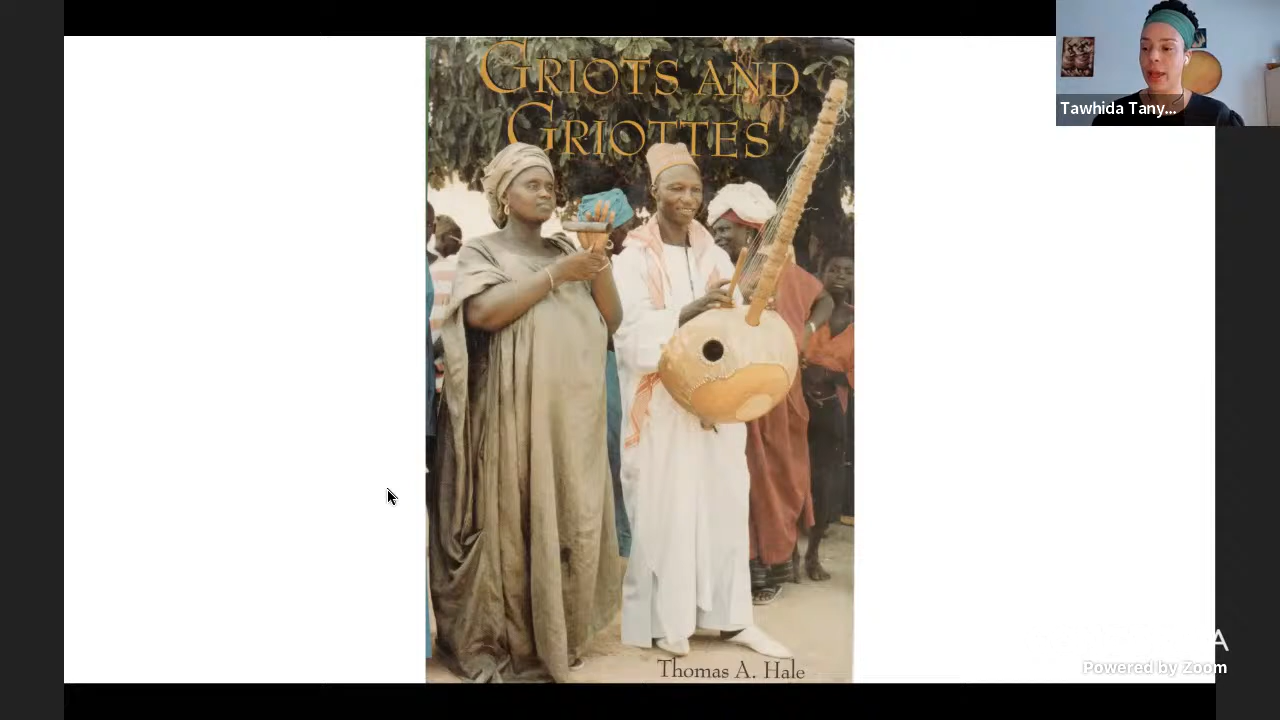 GRIOTS AND
GRIOTTES
Thomas A. Hale
Tawhida Tany...
A
Powered by Zoom